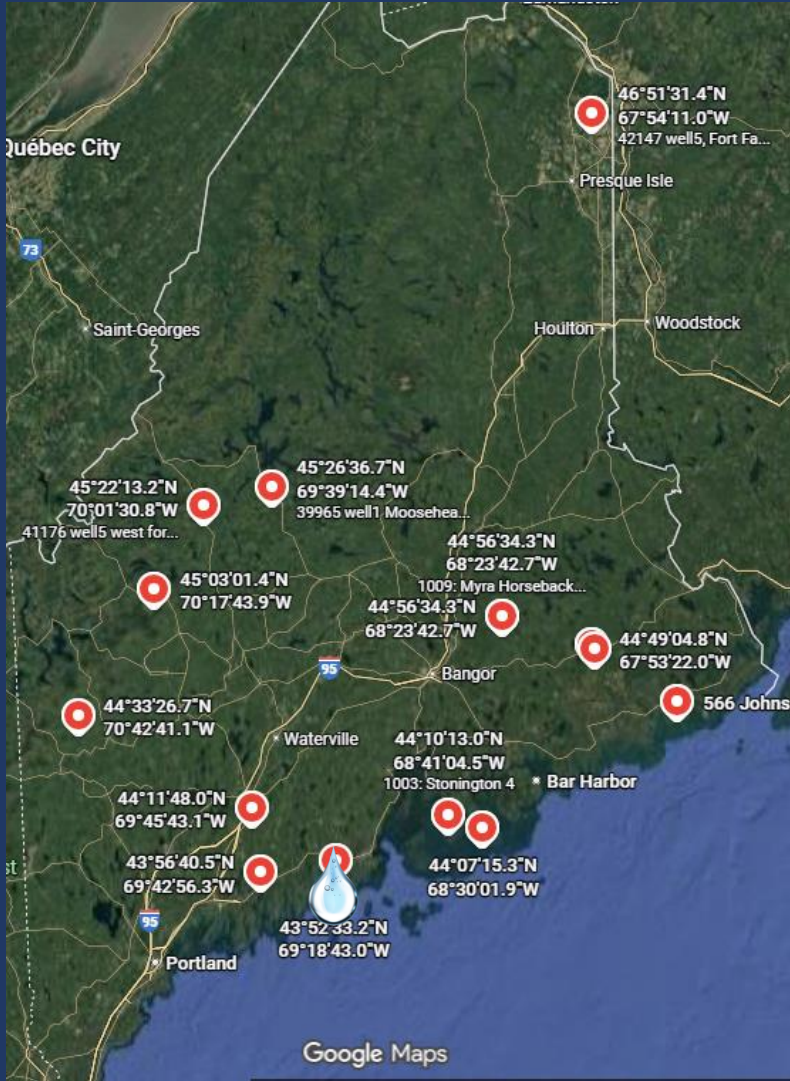 46°51'31.4"N
67°54'11.0"W
42147 well5, Fort Fa...
Québec City
Presque Isle
73
Saint-Georges
Houlton
Woodstock
45°26'36.7"N
69°39'14.4"W
39965 well1 Moosehea...
45°22'13.2"N
70°01'30.8"W
41176 well5 west for...
44°56'34.3"N
68°23'42.7"W
1009: Myra Horseback...
45°03'01.4"N
70°17'43.9"W
44°56'34.3"N
68°23'42.7"W
44°49'04.8"N
67°53'22.0"W
95
Bangor
566 Johns
44°33'26.7"N
70°42'41.1"W
Waterville
44°10'13.0"N
68°41'04.5"W
1003: Stonington 4
Bar Harbor
44°11'48.0"N
69°45'43.1"W
43°56'40.5"N
69°42'56.3"W
44°07'15.3"N
68°30'01.9"W
95
43°52'33.2"N
69°18'43.0"W
Portland
Google Maps